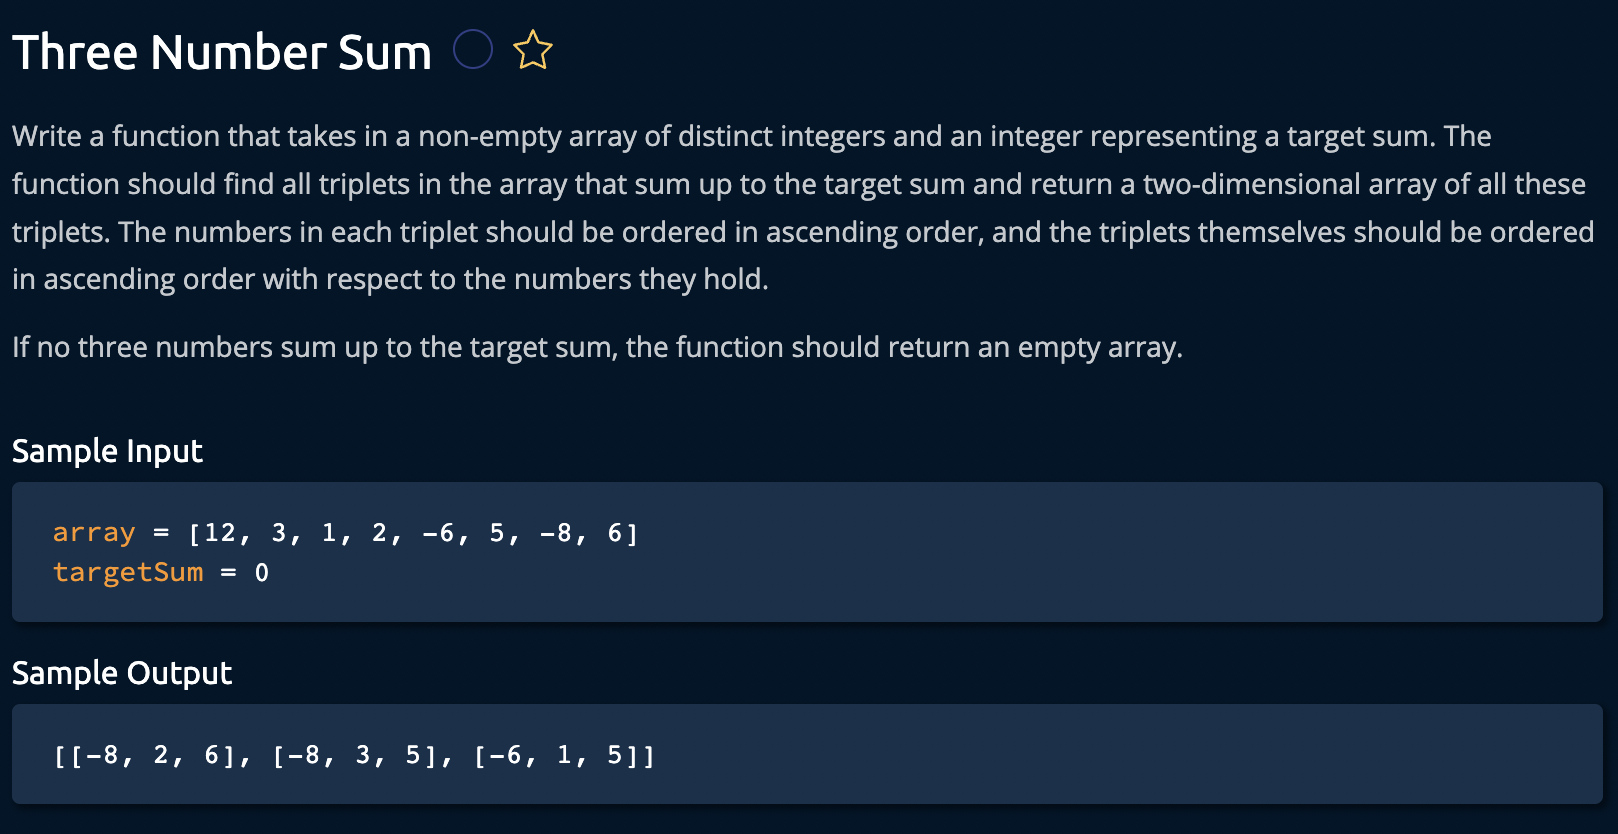 Three Number Sum
Write a function that takes in a non-empty array of distinct integers and an integer representing a target sum. The
function should find all triplets in the array that sum up to the target sum and return a two-dimensional array of all these
triplets. The numbers in each triplet should be ordered in ascending order, and the triplets themselves should be ordered
in ascending order with respect to the numbers they hold.
If no three numbers sum up to the target sum, the function should return an empty array.
Sample Input
array = [12, 3, 1, 2, -6, 5, -8, 6]
targetSum = 0
Sample Output
[[-8, 2, 6], [-8, 3, 5], [-6, 1, 5]]